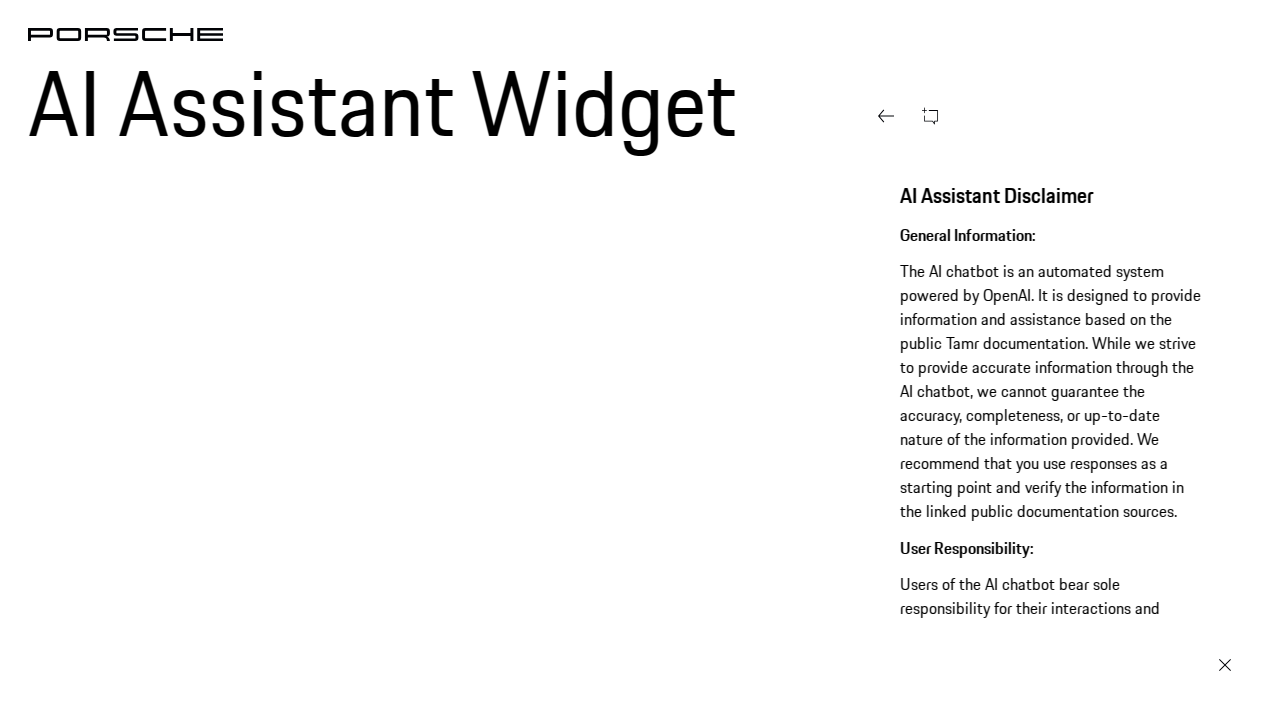 PORSCHE
AI Assistant Widget
AI Assistant Disclaimer
General Information:
The AI chatbot is an automated system
powered by OpenAI. It is designed to provide
information and assistance based on the
public Tamr documentation. While we strive
to provide accurate information through the
AI chatbot, we cannot guarantee the
accuracy, completeness, or up-to-date
nature of the information provided. We
recommend that you use responses as a
starting point and verify the information in
the linked public documentation sources.
User Responsibility:
Users of the AI chatbot bear sole
responsibility for their interactions and